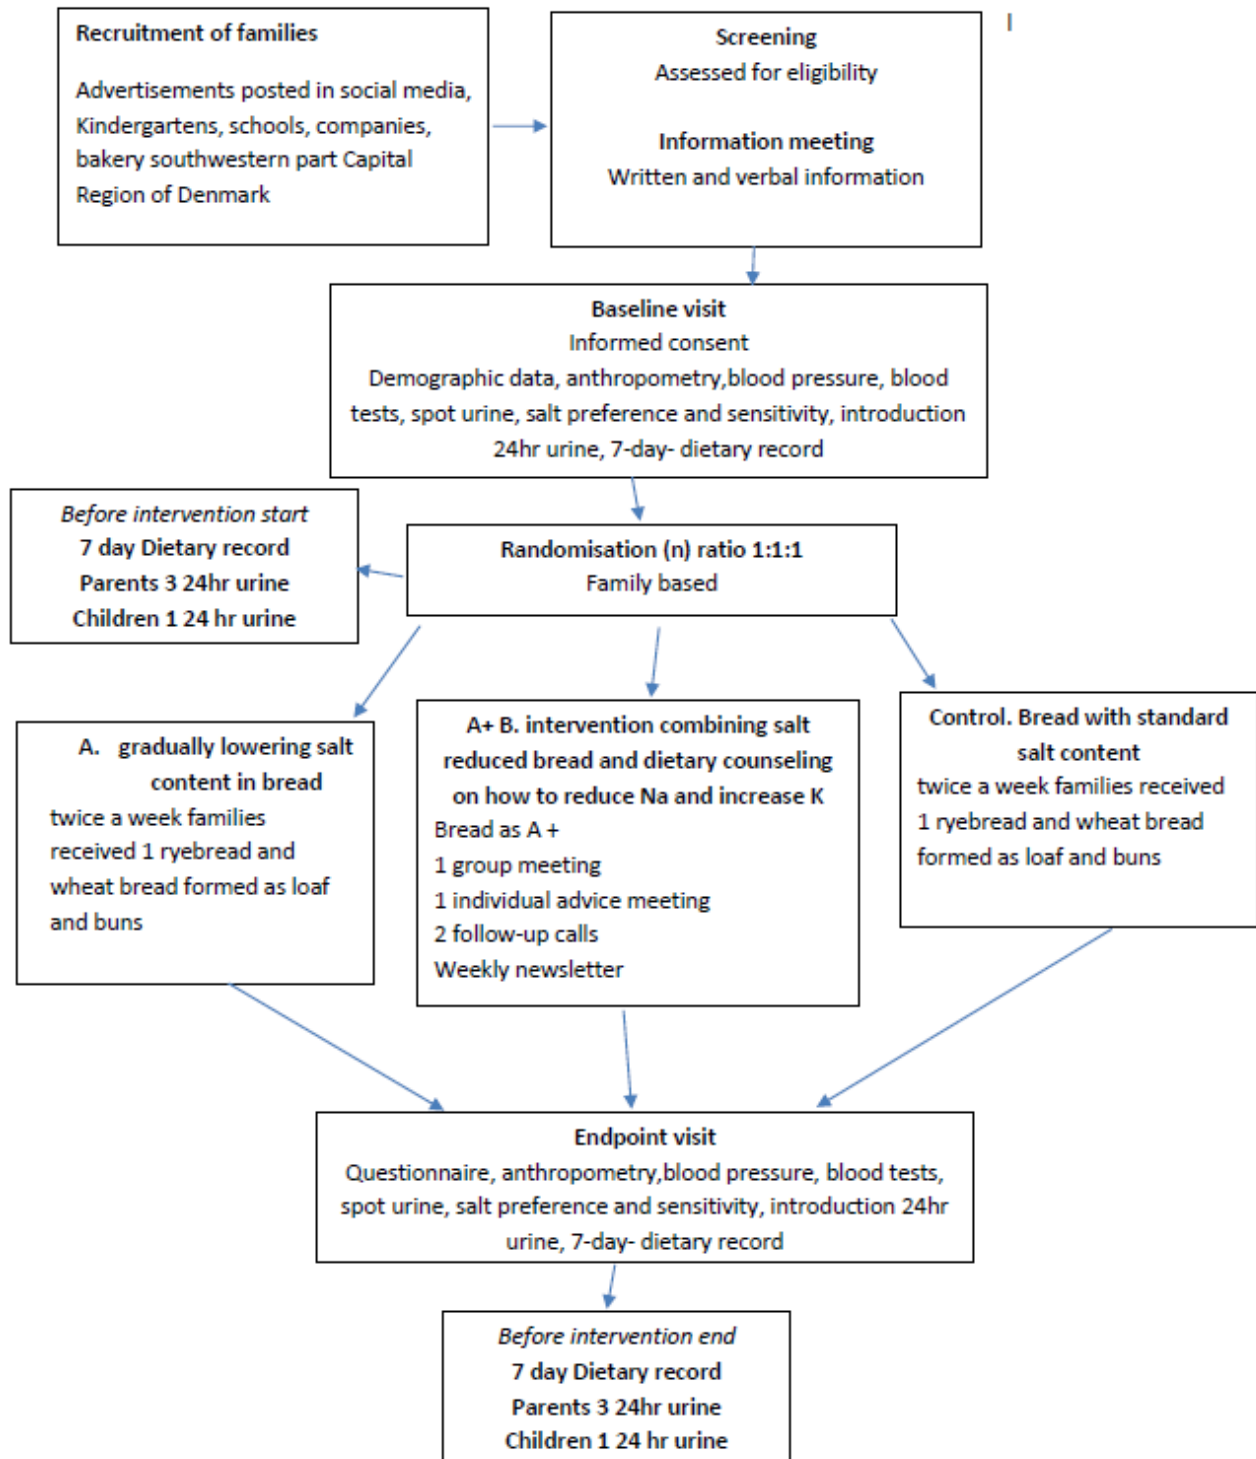 Recruitment of families
Advertisements posted in social media,
Kindergartens, schools, companies,
bakery southwestern part Capital
Region of Denmark
Screening
Assessed for eligibility
Information meeting
Written and verbal information
Baseline visit
Informed consent
Demographic data, anthropometry,blood pressure, blood
tests, spot urine, salt preference and sensitivity, introduction
24hr urine, 7-day- dietary record
Before intervention start
7 day Dietary record
Parents 3 24hr urine
Children 1 24 hr urine
Randomisation (n) ratio 1:1:1
Family based
A. gradually lowering salt
content in bread
twice a week families
received 1 ryebread and
wheat bread formed as loaf
and buns
A+ B. intervention combining salt
reduced bread and dietary counseling
on how to reduce Na and increase K
Bread as A +
1 group meeting
1 individual advice meeting
2 follow-up calls
Weekly newsletter
Control. Bread with standard
salt content
twice a week families received
1 ryebread and wheat bread
formed as loaf and buns
Endpoint visit
Questionnaire, anthropometry,blood pressure, blood tests,
spot urine, salt preference and sensitivity, introduction 24hr
urine, 7-day- dietary record
Before intervention end
7 day Dietary record
Parents 3 24hr urine
Children 1 24 hr urine